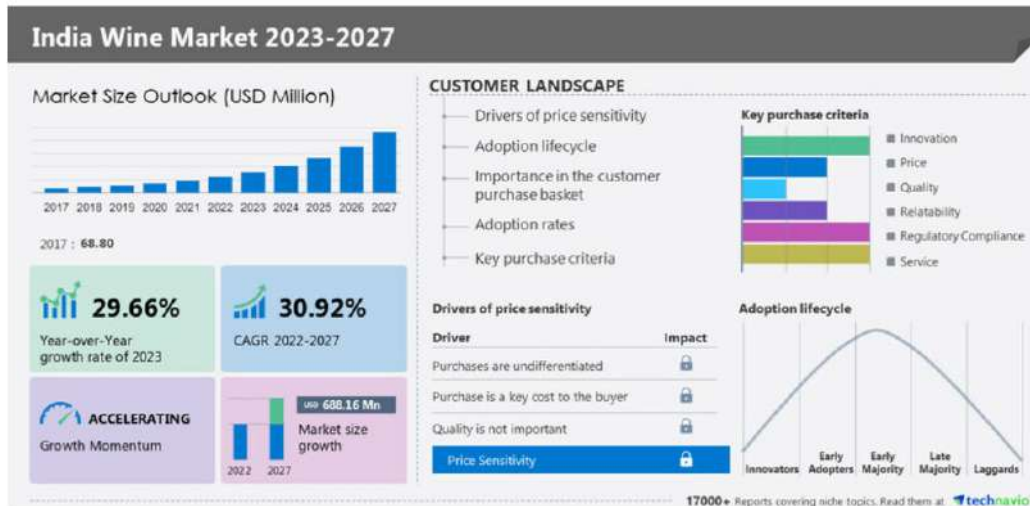 India Wine Market 2023-2027
Market Size Outlook (USD Million)
2017 2018 2019 2020 2021 2022 2023 2024 2025 2026 2027
2017 : 68.80
29.66%
Year-over-Year
growth rate of 2023
30.92%
CAGR 2022-2027
ACCELERATING
Growth Momentum
USD 688.16 Mn
Market size
growth
2022 2027
CUSTOMER LANDSCAPE
Drivers of price sensitivity
Adoption lifecycle
Importance in the customer
purchase basket
Adoption rates
Key purchase criteria
Key purchase criteria
Innovation
Price
Quality
Relatability
Regulatory Compliance
Service
Drivers of price sensitivity
Driver Impact
Purchases are undifferentiated
Purchase is a key cost to the buyer
Quality is not important
Price Sensitivity
Adoption lifecycle
Innovators
Early
Adopters
Early
Majority
Late
Majority
Laggards
17000+ Reports covering niche topics. Read them at technavio